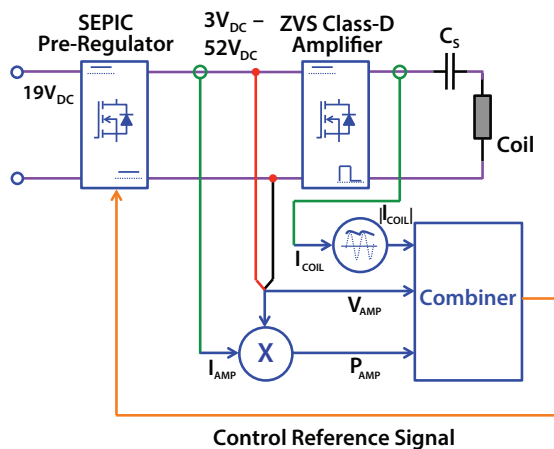 SEPIC
Pre-Regulator
3V_DC –
52V_DC
ZVS Class-D
Amplifier
C_S
19V_DC
Coil
|I_COIL|
I_COIL
Combiner
V_AMP
X
I_AMP
P_AMP
Control Reference Signal